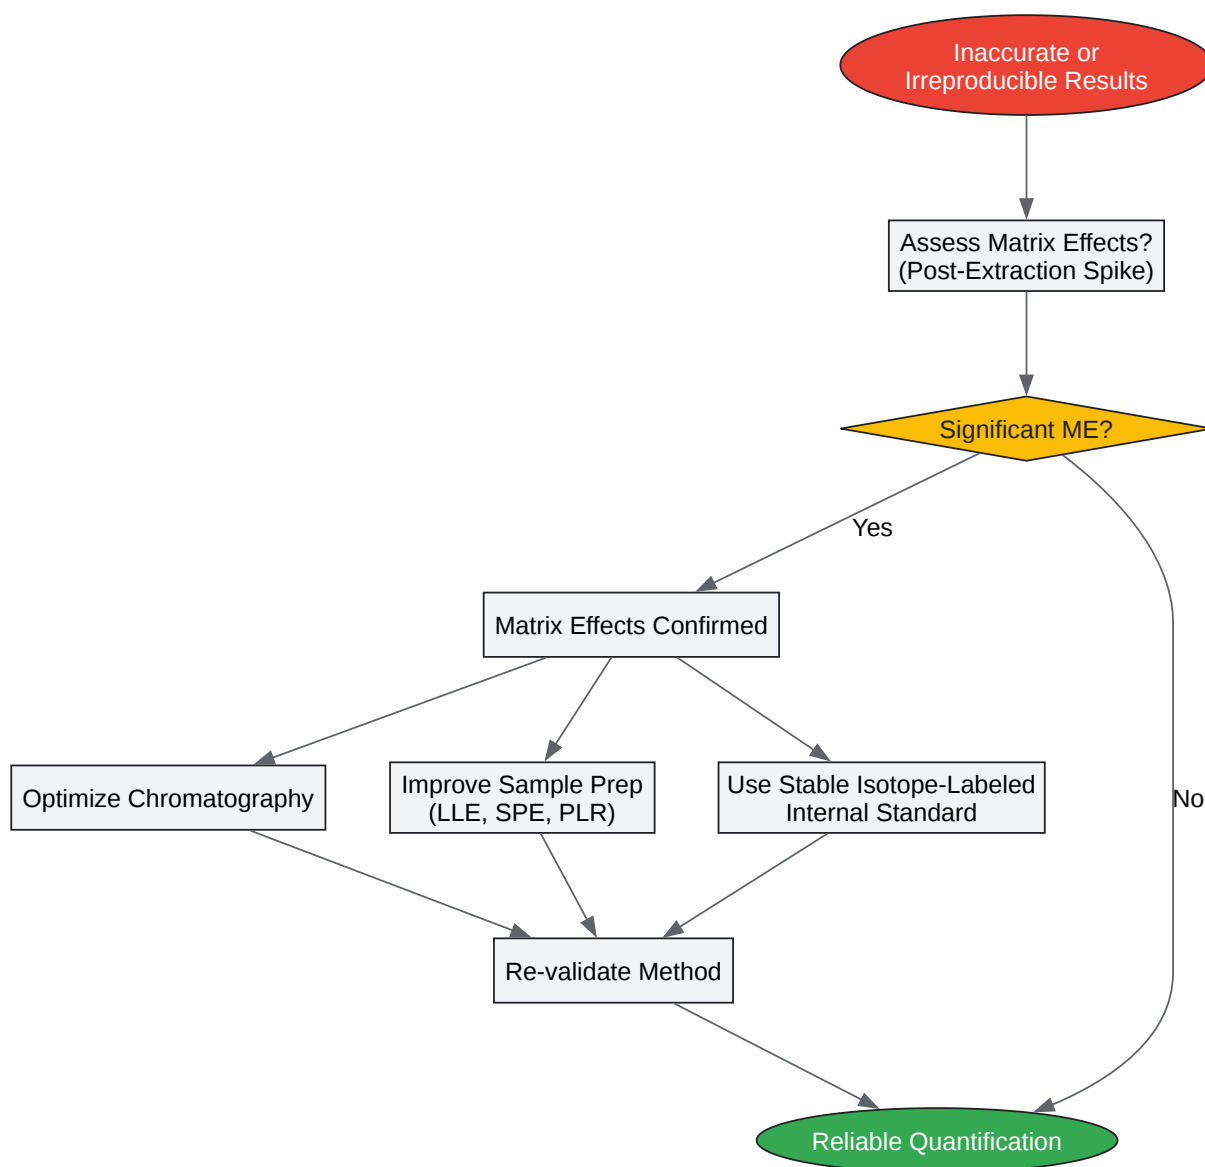 Inaccurate or
Irreproducible Results
Assess Matrix Effects?
(Post-Extraction Spike)
Significant ME?
Yes
Matrix Effects Confirmed
Optimize Chromatography
Improve Sample Prep
(LLE, SPE, PLR)
Use Stable Isotope-Labeled
Internal Standard
No
Re-validate Method
Reliable Quantification